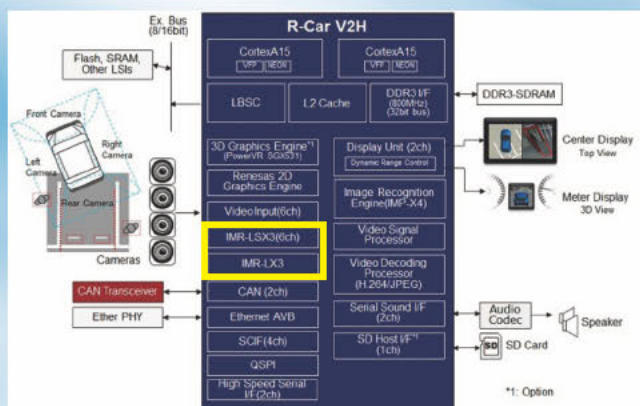 R-Car V2H
Ex. Bus
(8/16bit)
Flash, SRAM,
Other LSIs
CortexA15
VFP NEON
CortexA15
VFP NEON
LBSC
L2 Cache
DDR3 I/F
(800MHz)
(32bit bus)
DDR3-SDRAM
Front Camera
Right
Camera
Left
Camera
Rear Camera
Cameras
3D Graphics Engine*1
(PowerVR SGX531)
Renesas 2D
Graphics Engine
Video Input(6ch)
IMR-LSX3(6ch)
IMR-LX3
CAN (2ch)
Ethernet AVB
SCIF(4ch)
QSPI
High Speed Serial
I/F(2ch)
CAN Transceiver
Ether PHY
Display Unit (2ch)
Dynamic Range Control
Image Recognition
Engine(IMP-X4)
Video Signal
Processor
Video Decoding
Processor
(H.264/JPEG)
Serial Sound I/F
(2ch)
SD Host I/F*1
(1ch)
Center Display
Top View
Meter Display
3D View
Audio
Codec
Speaker
SD
SD Card
*1: Option